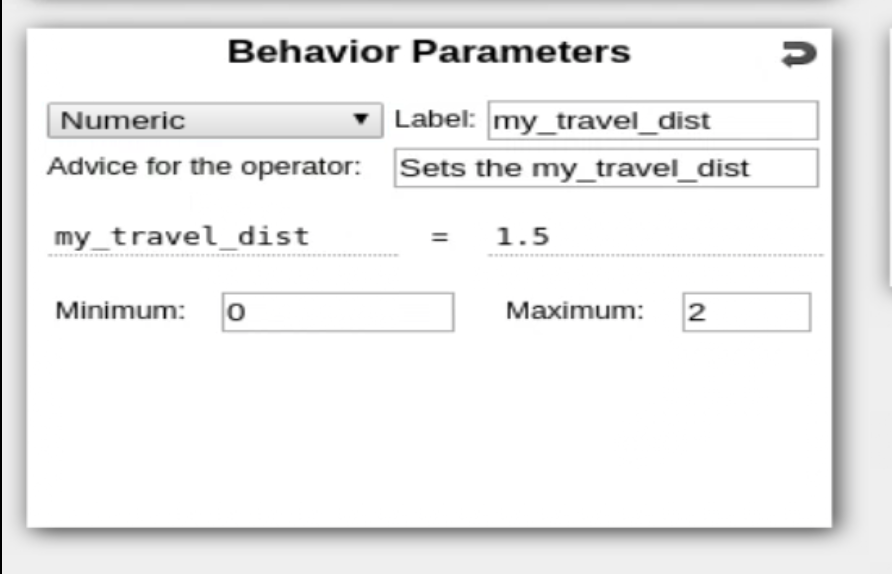 Behavior Parameters
Numeric Label: my_travel_dist
Advice for the operator: Sets the my_travel_dist
my_travel_dist = 1.5
Minimum: 0 Maximum: 2